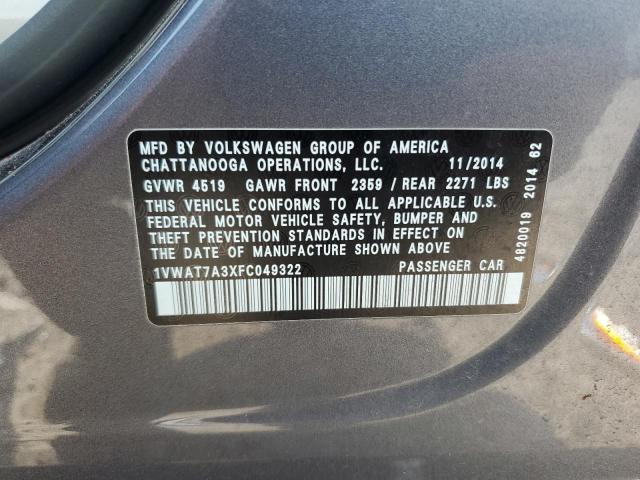 MFD BY VOLKSWAGEN GROUP OF AMERICA
CHATTANOOGA OPERATIONS, LLC. 11/2014
GVWR 4519 GAWR FRONT 2359 / REAR 2271 LBS
THIS VEHICLE CONFORMS TO ALL APPLICABLE U.S.
FEDERAL MOTOR VEHICLE SAFETY, BUMPER AND
THEFT PREVENTION STANDARDS IN EFFECT ON
THE DATE OF MANUFACTURE SHOWN ABOVE
1VWAT7A3XFC049322 PASSENGER CAR
4820019 2014 62